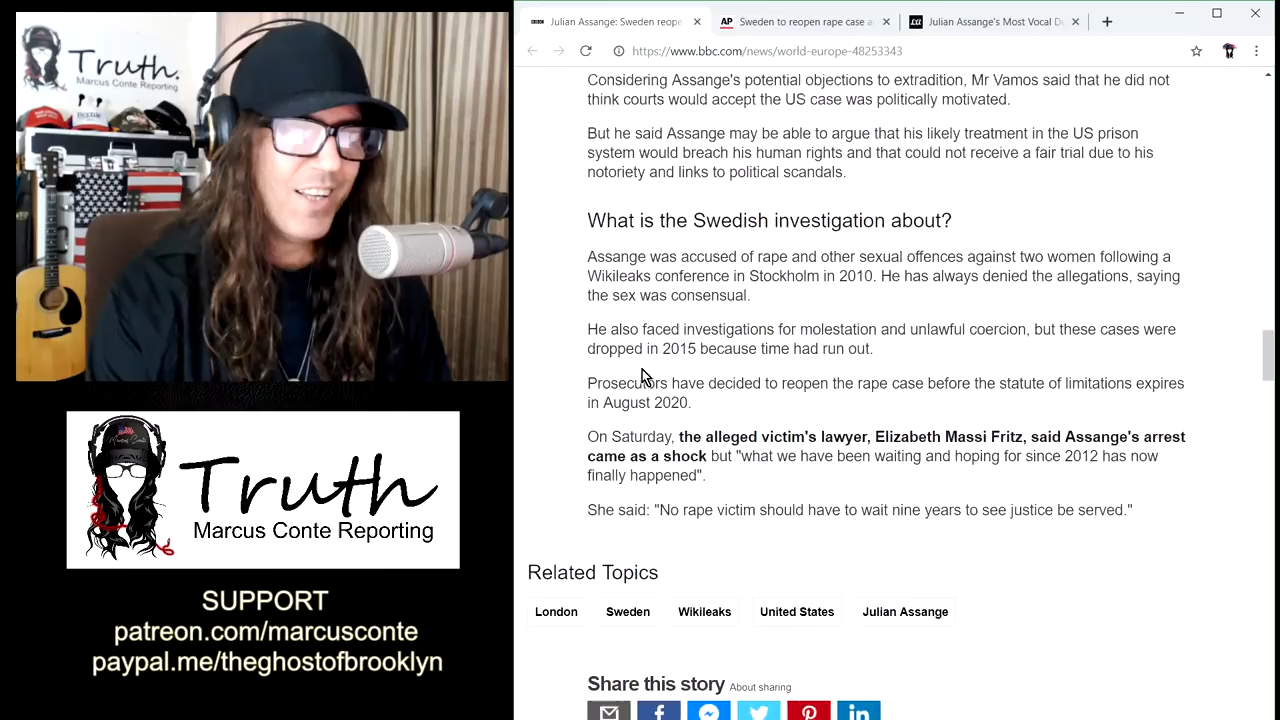 Truth.
Marcus Conte Reporting
Truth
Marcus Conte Reporting
SUPPORT
patreon.com/marcusconte
paypal.me/theghostofbrooklyn
BBC
Julian Assange: Sweden reope
AP
Sweden to reopen rape case a
Julian Assange's Most Vocal De
https://www.bbc.com/news/world-europe-48253343
Considering Assange's potential objections to extradition, Mr Vamos said that he did not
think courts would accept the US case was politically motivated.
But he said Assange may be able to argue that his likely treatment in the US prison
system would breach his human rights and that could not receive a fair trial due to his
notoriety and links to political scandals.
What is the Swedish investigation about?
Assange was accused of rape and other sexual offences against two women following a
Wikileaks conference in Stockholm in 2010. He has always denied the allegations, saying
the sex was consensual.
He also faced investigations for molestation and unlawful coercion, but these cases were
dropped in 2015 because time had run out.
Prosecutors have decided to reopen the rape case before the statute of limitations expires
in August 2020.
On Saturday, the alleged victim's lawyer, Elizabeth Massi Fritz, said Assange's arrest
came as a shock but "what we have been waiting and hoping for since 2012 has now
finally happened".
She said: "No rape victim should have to wait nine years to see justice be served."
Related Topics
London
Sweden
Wikileaks
United States
Julian Assange
Share this story About sharing